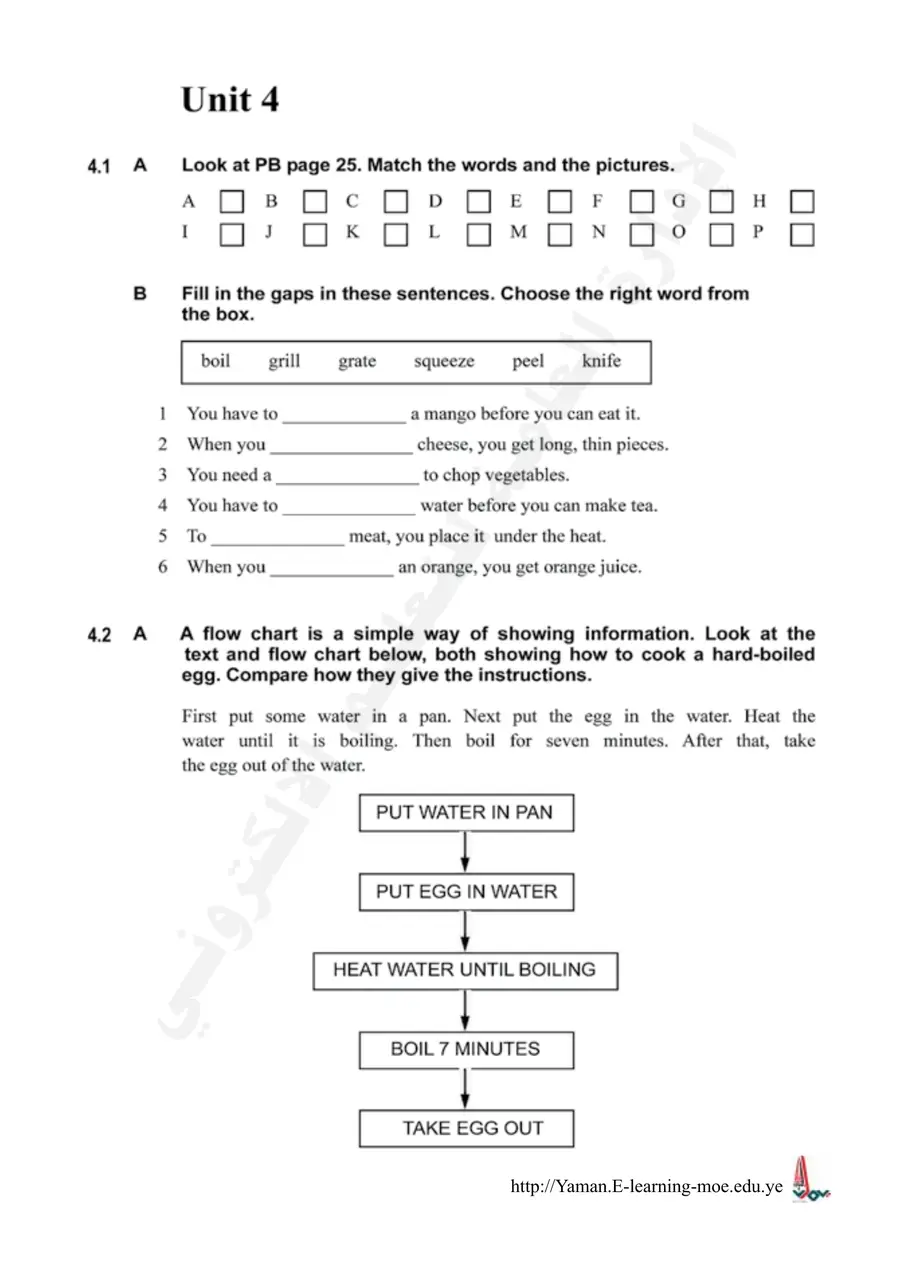 Unit 4
4.1 A Look at PB page 25. Match the words and the pictures.
A B C D E F G H
I J K L M N O P
B Fill in the gaps in these sentences. Choose the right word from
the box.
boil grill grate squeeze peel knife
1 You have to _____________ a mango before you can eat it.
2 When you _______________ cheese, you get long, thin pieces.
3 You need a _______________ to chop vegetables.
4 You have to ______________ water before you can make tea.
5 To ______________ meat, you place it under the heat.
6 When you _____________ an orange, you get orange juice.
4.2 A A flow chart is a simple way of showing information. Look at the
text and flow chart below, both showing how to cook a hard-boiled
egg. Compare how they give the instructions.
First put some water in a pan. Next put the egg in the water. Heat the
water until it is boiling. Then boil for seven minutes. After that, take
the egg out of the water.
PUT WATER IN PAN
PUT EGG IN WATER
HEAT WATER UNTIL BOILING
BOIL 7 MINUTES
TAKE EGG OUT
http://Yaman.E-learning-moe.edu.ye
الادارة العامة للتعليم الالكتروني